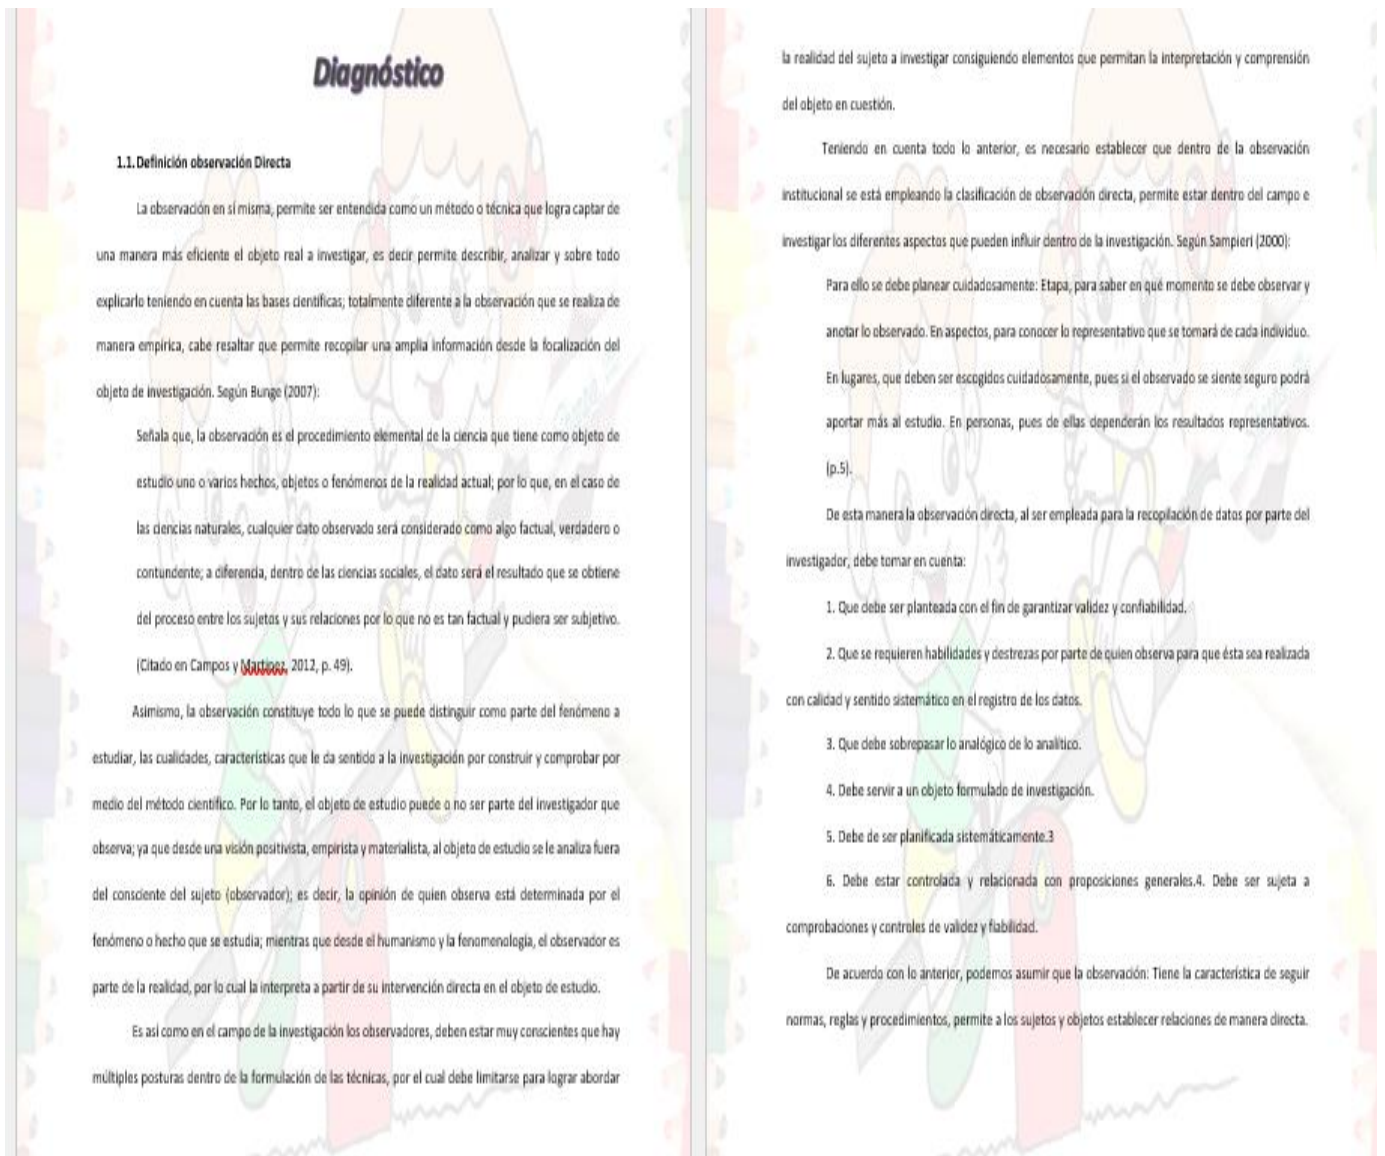 Diagnóstico
1.1. Definición observación Directa
La observación en sí misma, permite ser entendida como un método o técnica que logra captar de
una manera más eficiente el objeto real a investigar, es decir permite describir, analizar y sobre todo
explicarlo teniendo en cuenta las bases científicas; totalmente diferente a la observación que se realiza de
manera empírica, cabe resaltar que permite recopilar una amplia información desde la focalización del
objeto de investigación. Según Bunge (2007):
Señala que, la observación es el procedimiento elemental de la ciencia que tiene como objeto de
estudio uno o varios hechos, objetos o fenómenos de la realidad actual; por lo que, en el caso de
las ciencias naturales, cualquier dato observado será considerado como algo factual, verdadero o
contundente; a diferencia, dentro de las ciencias sociales, el dato será el resultado que se obtiene
del proceso entre los sujetos y sus relaciones por lo que no es tan factual y pudiera ser subjetivo.
(Citado en Campos y Martinez, 2012, p. 49).
Asimismo, la observación constituye todo lo que se puede distinguir como parte del fenómeno a
estudiar, las cualidades, características que le da sentido a la investigación por construir y comprobar por
medio del método científico. Por lo tanto, el objeto de estudio puede o no ser parte del investigador que
observa; ya que desde una visión positivista, empirista y materialista, al objeto de estudio se le analiza fuera
del consciente del sujeto (observador); es decir, la opinión de quien observa está determinada por el
fenómeno o hecho que se estudia; mientras que desde el humanismo y la fenomenología, el observador es
parte de la realidad, por lo cual la interpreta a partir de su intervención directa en el objeto de estudio.
Es así como en el campo de la investigación los observadores, deben estar muy conscientes que hay
múltiples posturas dentro de la formulación de las técnicas, por el cual debe limitarse para lograr abordar
la realidad del sujeto a investigar consiguiendo elementos que permitan la interpretación y comprensión
del objeto en cuestión.
Teniendo en cuenta todo lo anterior, es necesario establecer que dentro de la observación
institucional se está empleando la clasificación de observación directa, permite estar dentro del campo e
investigar los diferentes aspectos que pueden influir dentro de la investigación. Según Sampieri (2000):
Para ello se debe planear cuidadosamente: Etapa, para saber en qué momento se debe observar y
anotar lo observado. En aspectos, para conocer lo representativo que se tomará de cada individuo.
En lugares, que deben ser escogidos cuidadosamente, pues si el observado se siente seguro podrá
aportar más al estudio. En personas, pues de ellas dependerán los resultados representativos.
(p.5).
De esta manera la observación directa, al ser empleada para la recopilación de datos por parte del
investigador, debe tomar en cuenta:
1. Que debe ser planteada con el fin de garantizar validez y confiabilidad.
2. Que se requieren habilidades y destrezas por parte de quien observa para que ésta sea realizada
con calidad y sentido sistemático en el registro de los datos.
3. Que debe sobrepasar lo analógico de lo analítico.
4. Debe servir a un objeto formulado de investigación.
5. Debe de ser planificada sistemáticamente.3
6. Debe estar controlada y relacionada con proposiciones generales.4. Debe ser sujeta a
comprobaciones y controles de validez y fiabilidad.
De acuerdo con lo anterior, podemos asumir que la observación: Tiene la característica de seguir
normas, reglas y procedimientos, permite a los sujetos y objetos establecer relaciones de manera directa.